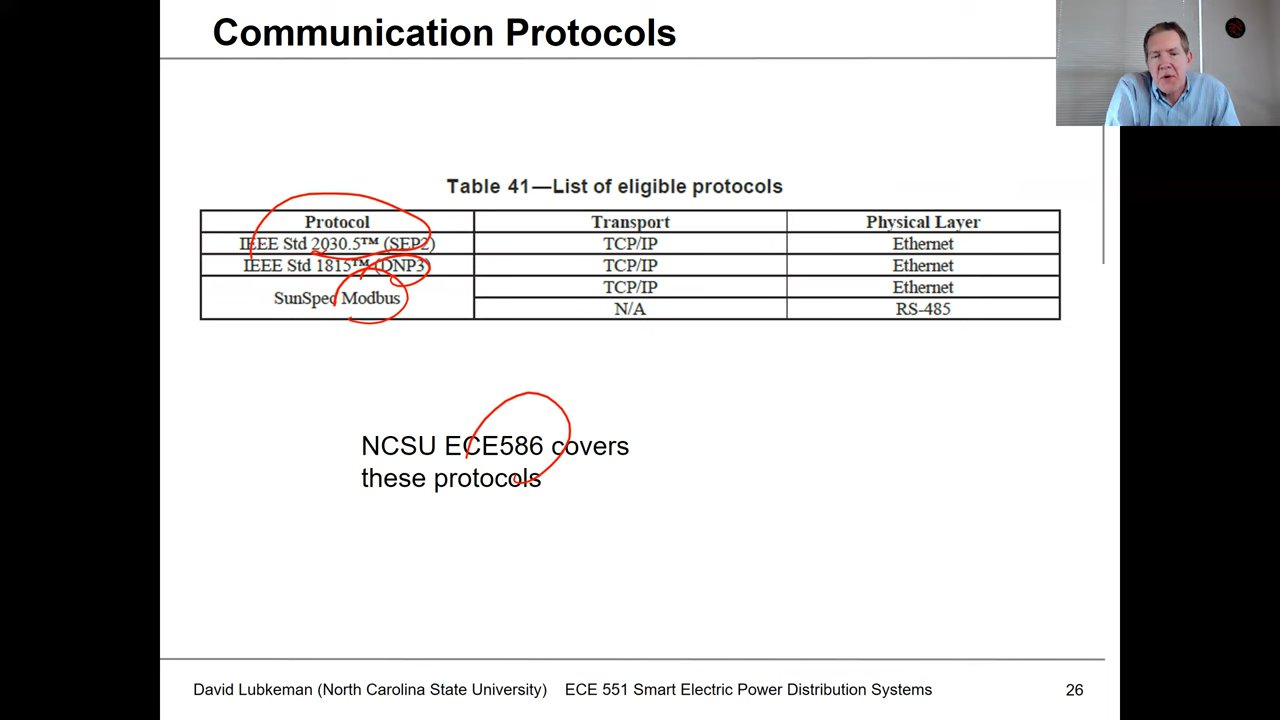 Communication Protocols
Table 41—List of eligible protocols
Protocol Transport Physical Layer
IEEE Std 2030.5™ (SEP2) TCP/IP Ethernet
IEEE Std 1815™ (DNP3) TCP/IP Ethernet
SunSpec Modbus TCP/IP Ethernet
N/A RS-485
NCSU ECE586 covers
these protocols
David Lubkeman (North Carolina State University) ECE 551 Smart Electric Power Distribution Systems 26